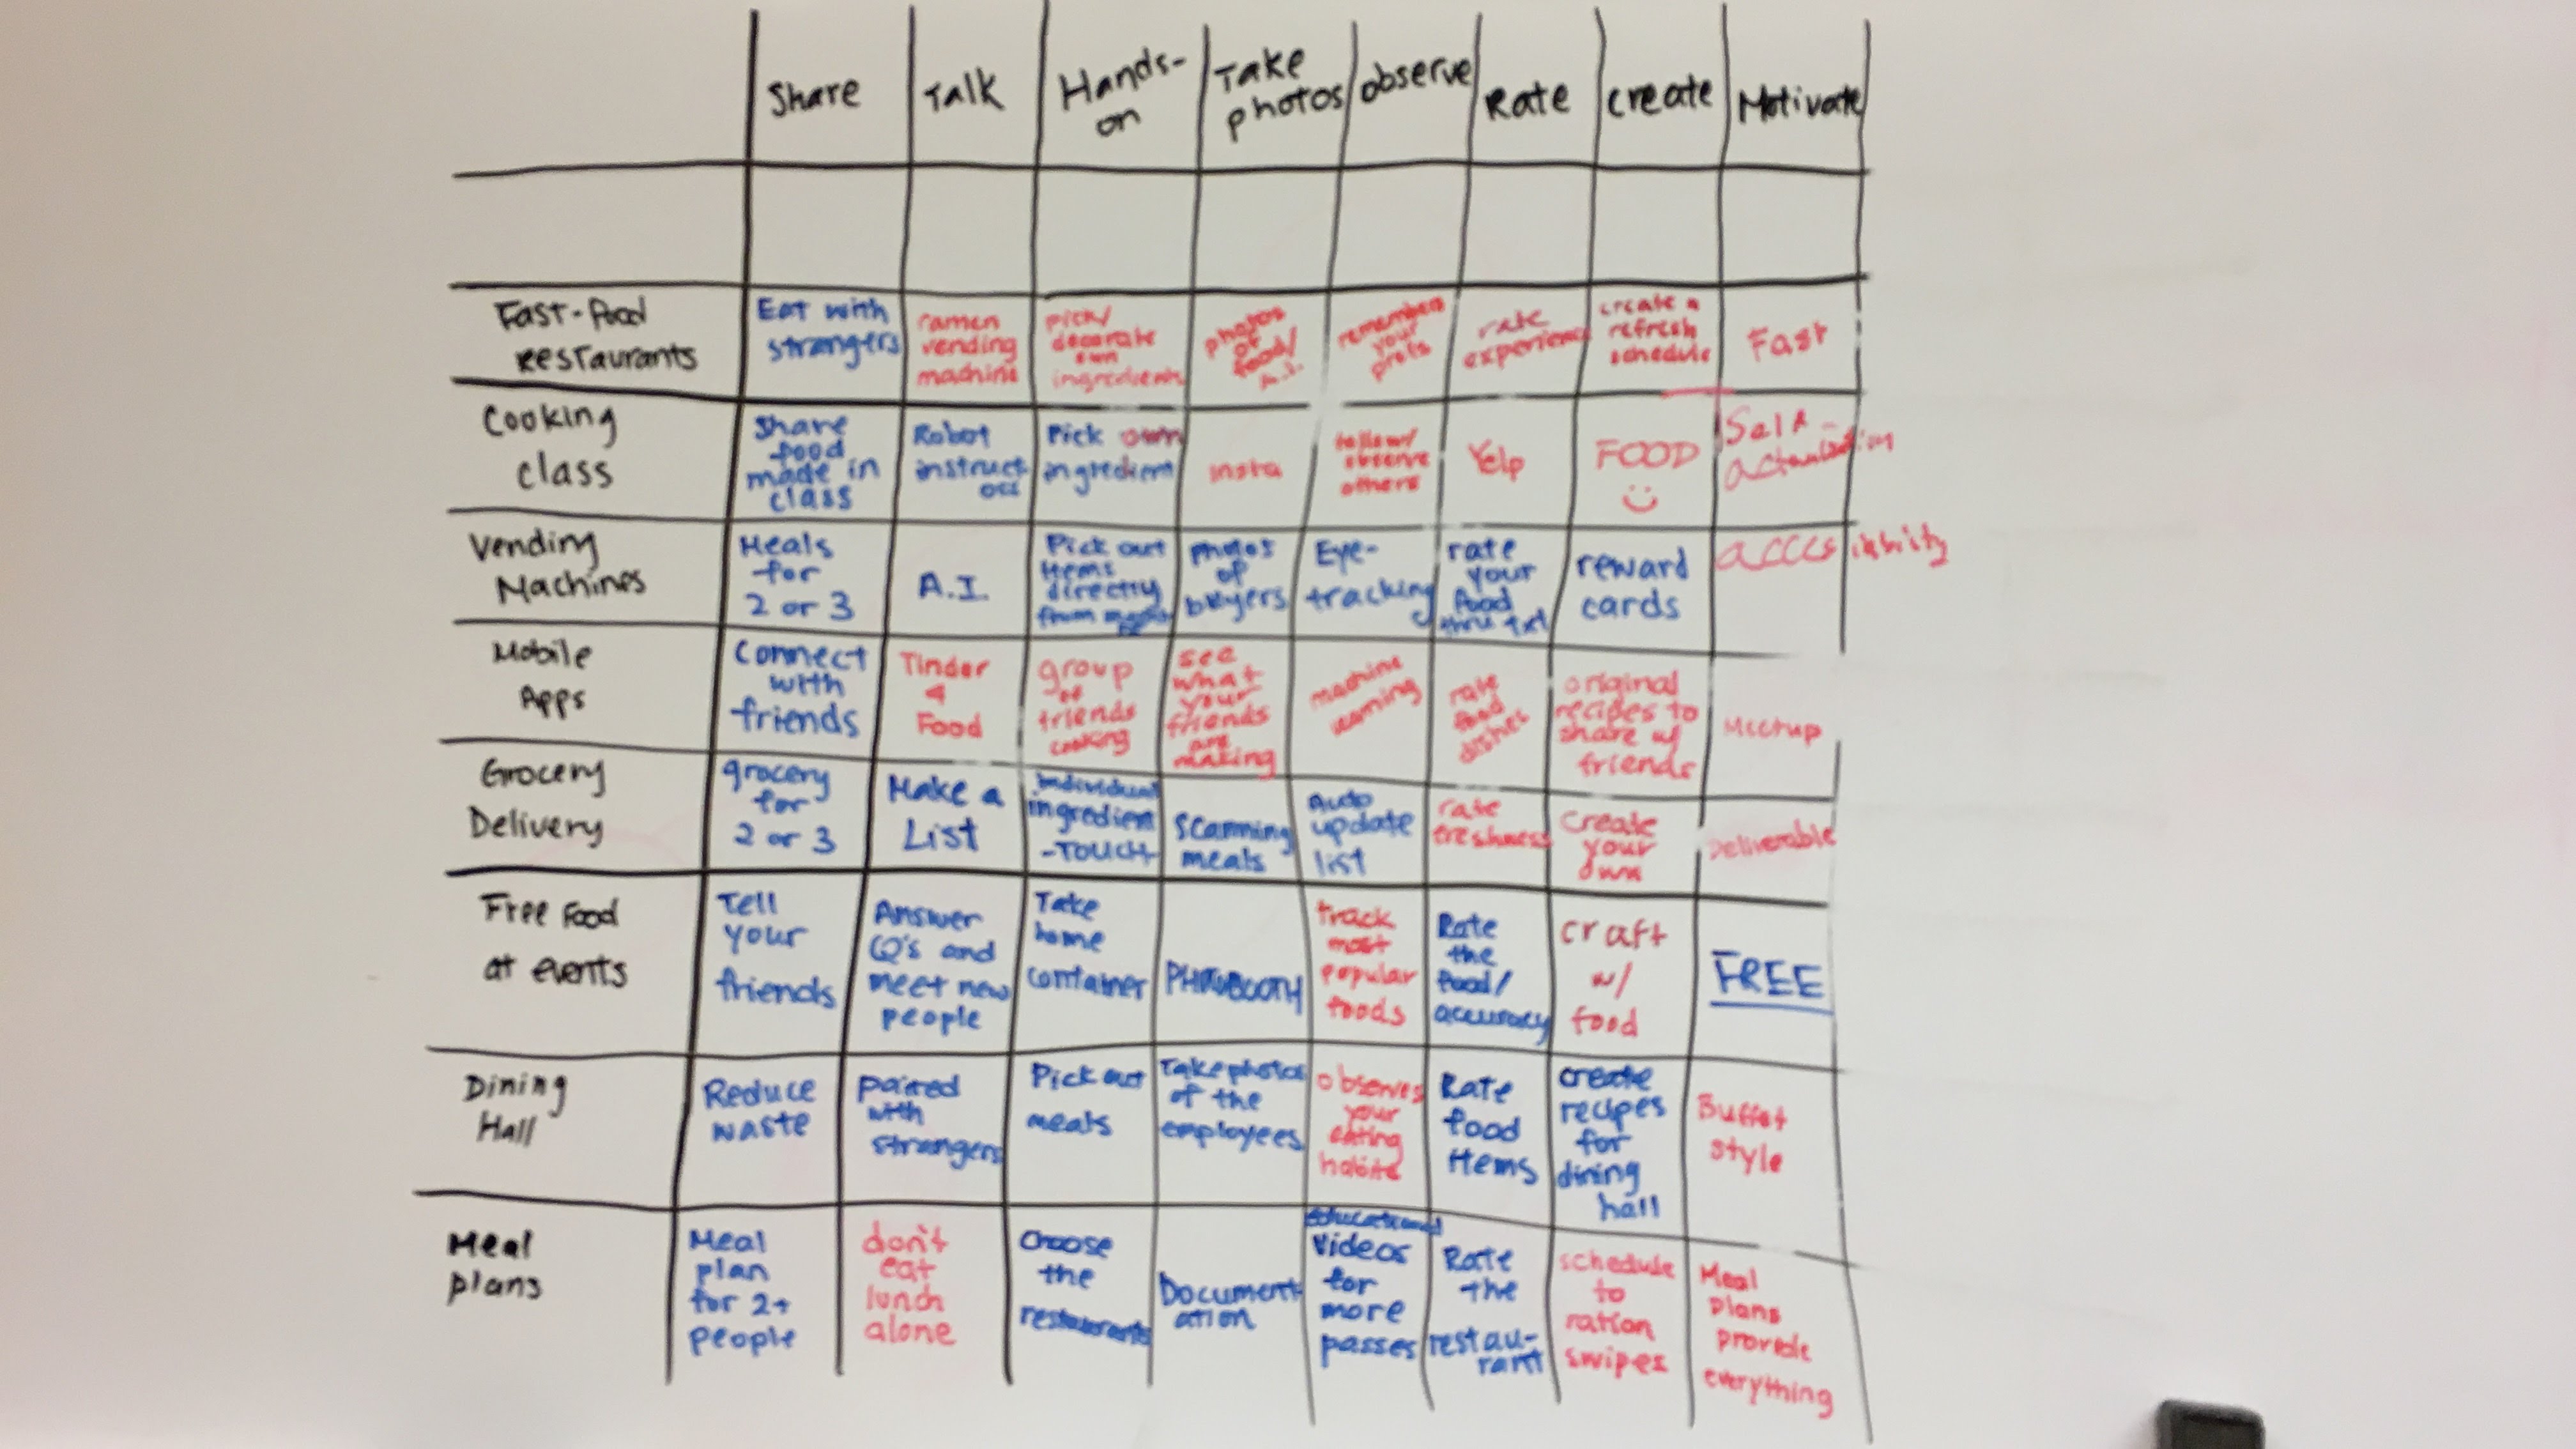 Share Talk Hands-on Take photos observe Rate create Motivate
Fast-food Restaurants
Eat with strangers
ramen vending machine
pick/ decorate own ingredients
photos of food/
remembers your prefs
rate experience
create a refresh schedule
Fast
Cooking class
Share food made in class
Robot instructors
Pick own ingredient
insta
follow/ observe others
Yelp
FOOD
Self-actualization
Vending Machines
Meals for 2 or 3
A.I.
Pick out items directly from
photos of buyers
Eye-tracking
rate your food thru txt
reward cards
Mobile Apps
Connect with friends
Tinder 4 Food
group of friends cooking
see what your friends are making
machine learning
rate food dishes
original recipes to share w/ friends
Meetup
Grocery Delivery
grocery for 2 or 3
Make a List
individual ingredient -TOUCH
scanning meals
Auto update list
rate freshness
create your own
Deliverable
Free Food at events
Tell your friends
Answer Q's and meet new people
Take home container
PHOTOBOOTH
track most popular foods
Rate the food/ accuracy
craft w/ food
FREE
Dining Hall
Reduce waste
paired with strangers
Pick out meals
Take photos of the employees
observes your eating habits
Rate food items
create recipes for dining hall
Buffet style
Meal plans
Meal plan for 2+ people
don't eat lunch alone
Choose the restaurants
Documentation
Educational Videos for more passes
Rate the restau-rant
schedule to ration swipes
Meal plans provide everything